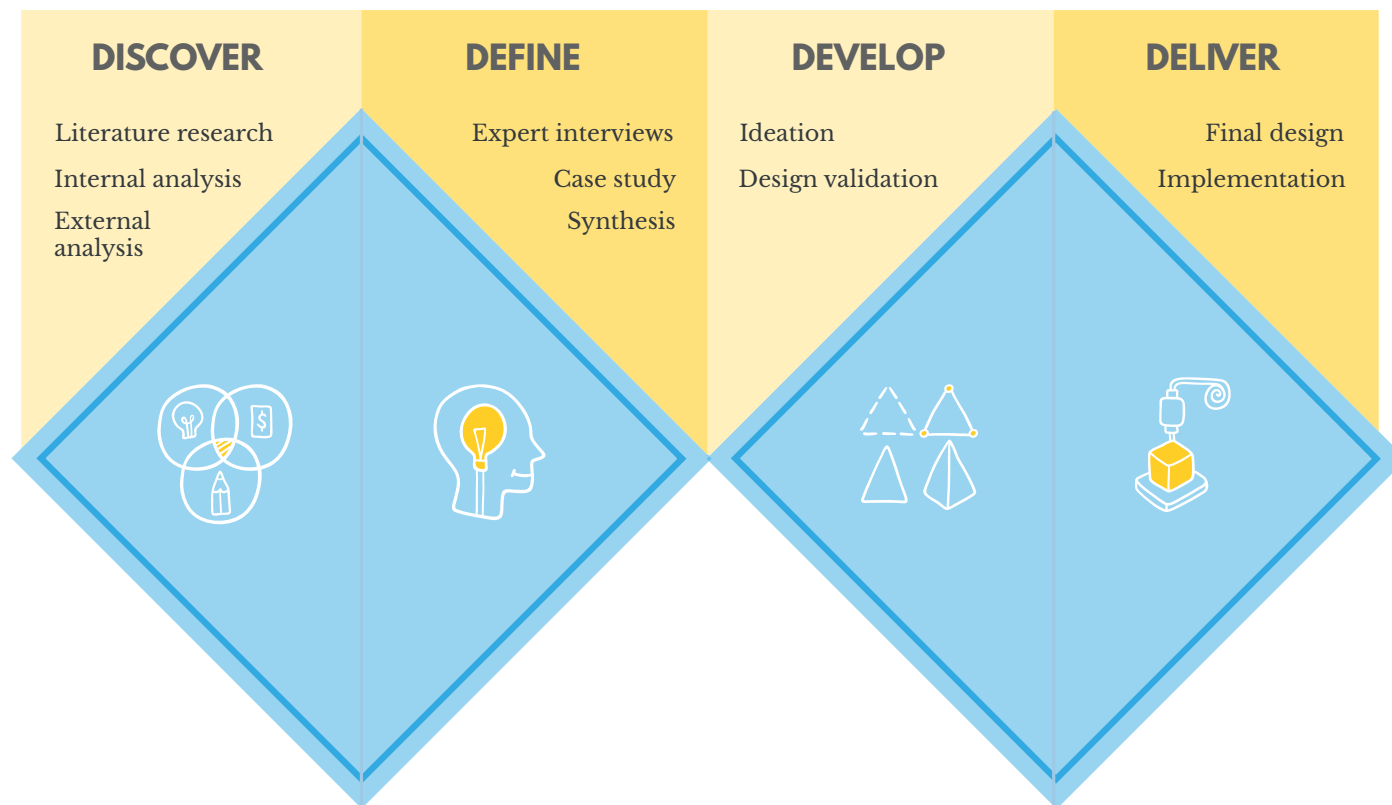 DISCOVER
Literature research
Internal analysis
External
analysis
DEFINE
Expert interviews
Case study
Synthesis
DEVELOP
Ideation
Design validation
DELIVER
Final design
Implementation
$